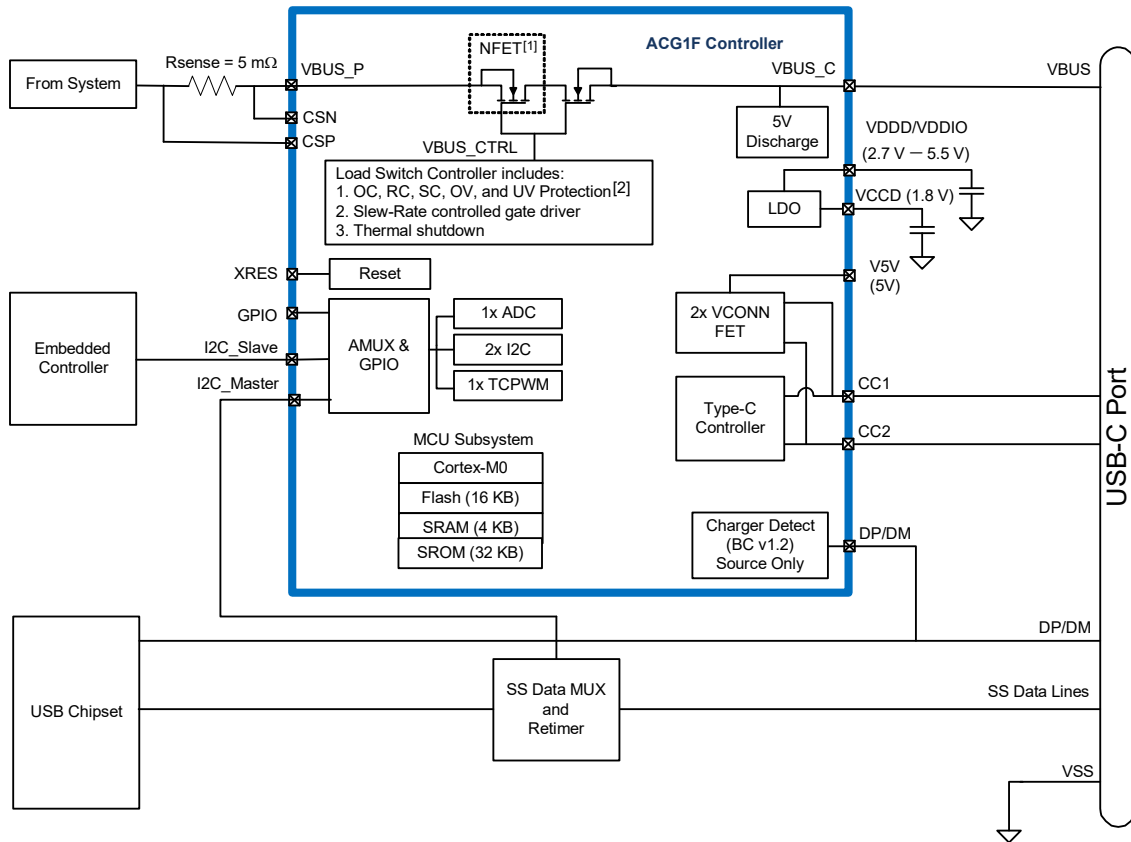 ACG1F Controller
NFET[1]
Rsense = 5 mΩ
From System
VBUS_P
VBUS_C
VBUS
CSN
CSP
5V
Discharge
VBUS_CTRL
VDDD/VDDIO
(2.7 V – 5.5 V)
Load Switch Controller includes:
1. OC, RC, SC, OV, and UV Protection[2]
2. Slew-Rate controlled gate driver
3. Thermal shutdown
LDO
VCCD (1.8 V)
XRES
Reset
V5V
(5V)
GPIO
AMUX &
GPIO
1x ADC
2x I2C
1x TCPWM
2x VCONN
FET
Embedded
Controller
I2C_Slave
I2C_Master
Type-C
Controller
CC1
CC2
USB-C Port
MCU Subsystem
Cortex-M0
Flash (16 KB)
SRAM (4 KB)
SROM (32 KB)
Charger Detect
(BC v1.2)
Source Only
DP/DM
DP/DM
USB Chipset
SS Data MUX
and
Retimer
SS Data Lines
VSS